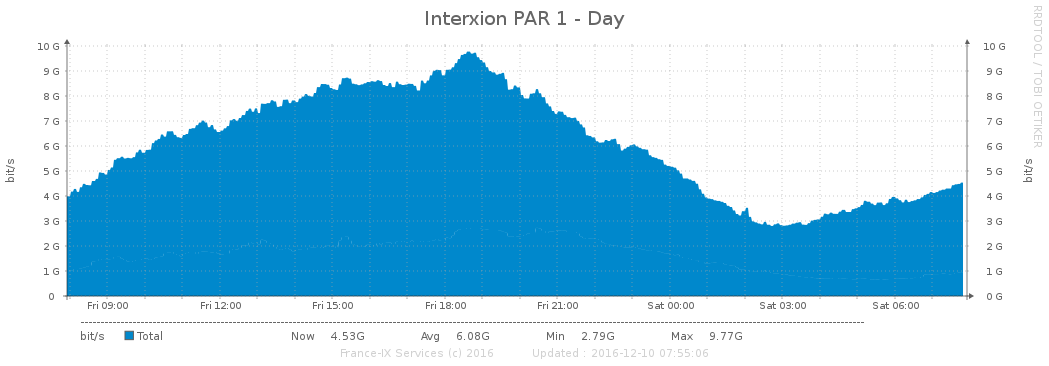 Interxion PAR 1 - Day
RRDTOOL / TOBI OETIKER
bit/s
10 G
9 G
8 G
7 G
6 G
5 G
4 G
3 G
2 G
1 G
0
10 G
9 G
8 G
7 G
6 G
5 G
4 G
3 G
2 G
1 G
0 G
bit/s
Fri 09:00 Fri 12:00 Fri 15:00 Fri 18:00 Fri 21:00 Sat 00:00 Sat 03:00 Sat 06:00
bit/s Total Now 4.53G Avg 6.08G Min 2.79G Max 9.77G
France-IX Services (c) 2016 Updated : 2016-12-10 07:55:06